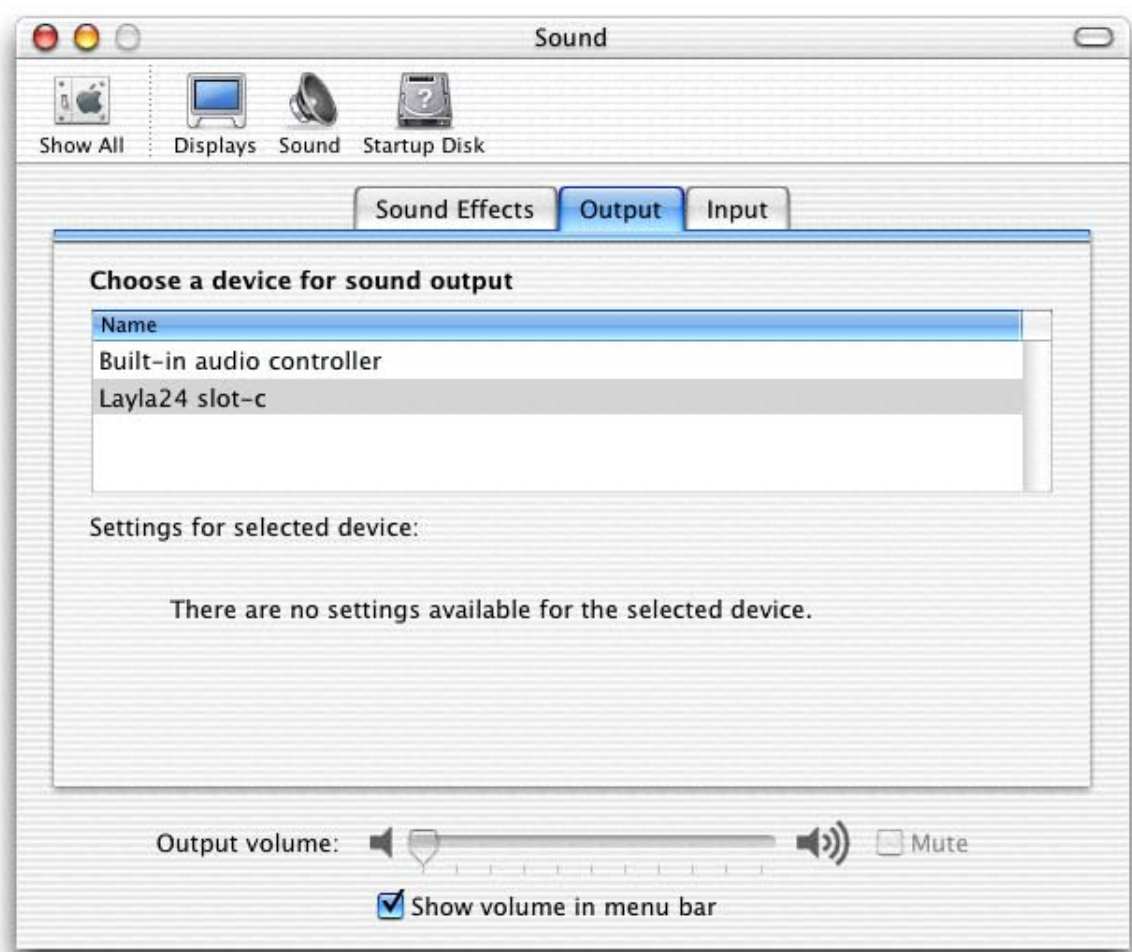 Sound
Show All Displays Sound Startup Disk
Sound Effects Output Input
Choose a device for sound output
Name
Built-in audio controller
Layla24 slot-c
Settings for selected device:
There are no settings available for the selected device.
Output volume: Mute
Show volume in menu bar